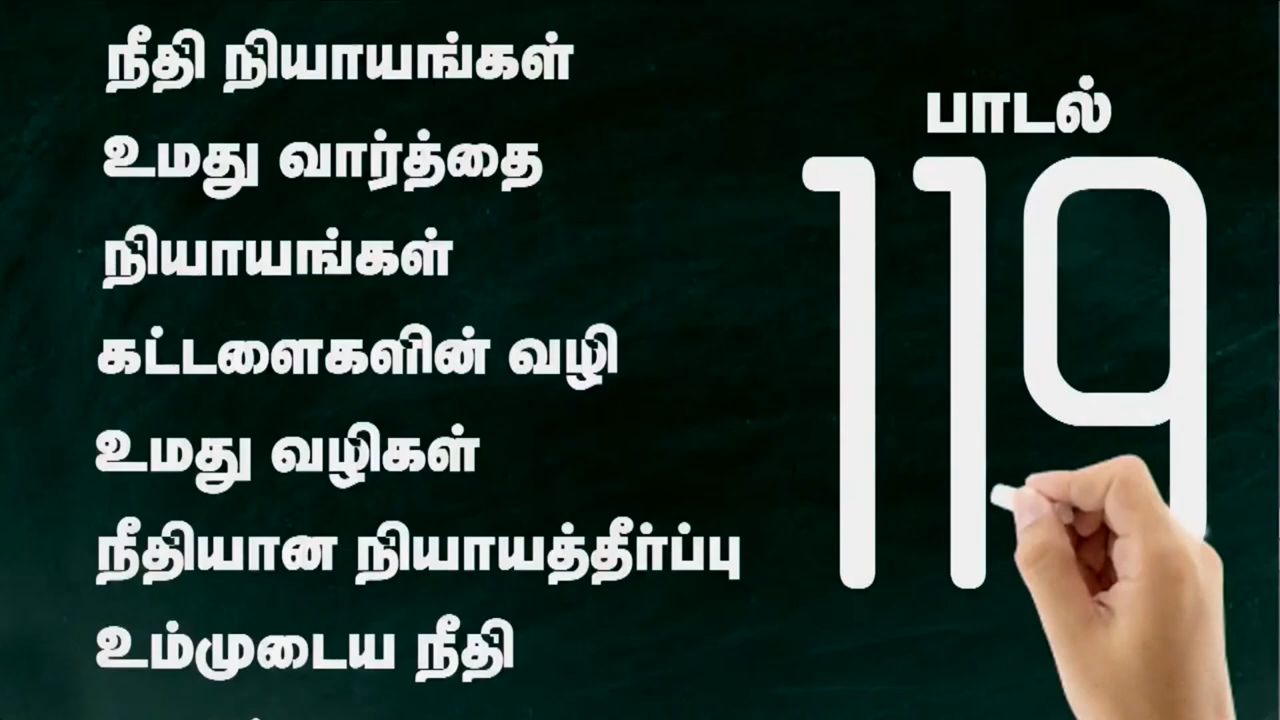 நீதி நியாயங்கள்
உமது வார்த்தை
நியாயங்கள்
கட்டளைகளின் வழி
உமது வழிகள்
நீதியான நியாயத்தீர்ப்பு
உம்முடைய நீதி
பாடல்
119